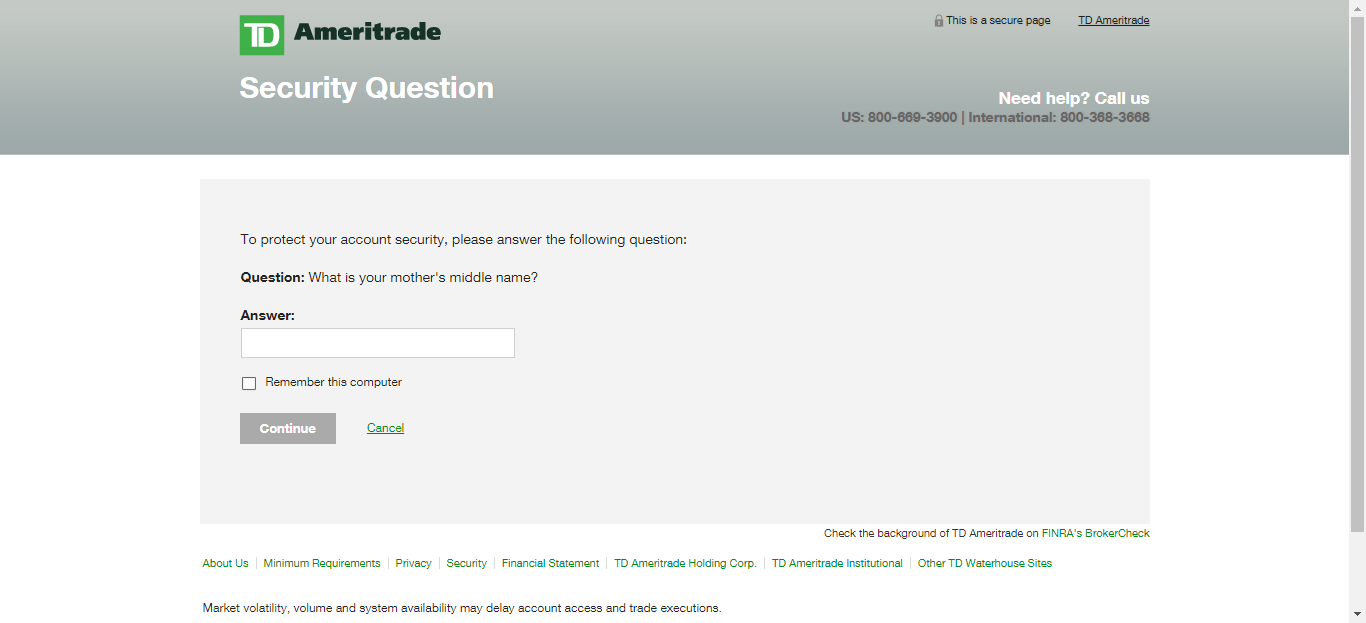 TD Ameritrade
This is a secure page
TD Ameritrade
Security Question
Need help? Call us
US: 800-669-3900 | International: 800-368-3668
To protect your account security, please answer the following question:
Question: What is your mother's middle name?
Answer:
Remember this computer
Continue
Cancel
Check the background of TD Ameritrade on FINRA's BrokerCheck
About Us | Minimum Requirements | Privacy | Security | Financial Statement | TD Ameritrade Holding Corp. | TD Ameritrade Institutional | Other TD Waterhouse Sites
Market volatility, volume and system availability may delay account access and trade executions.